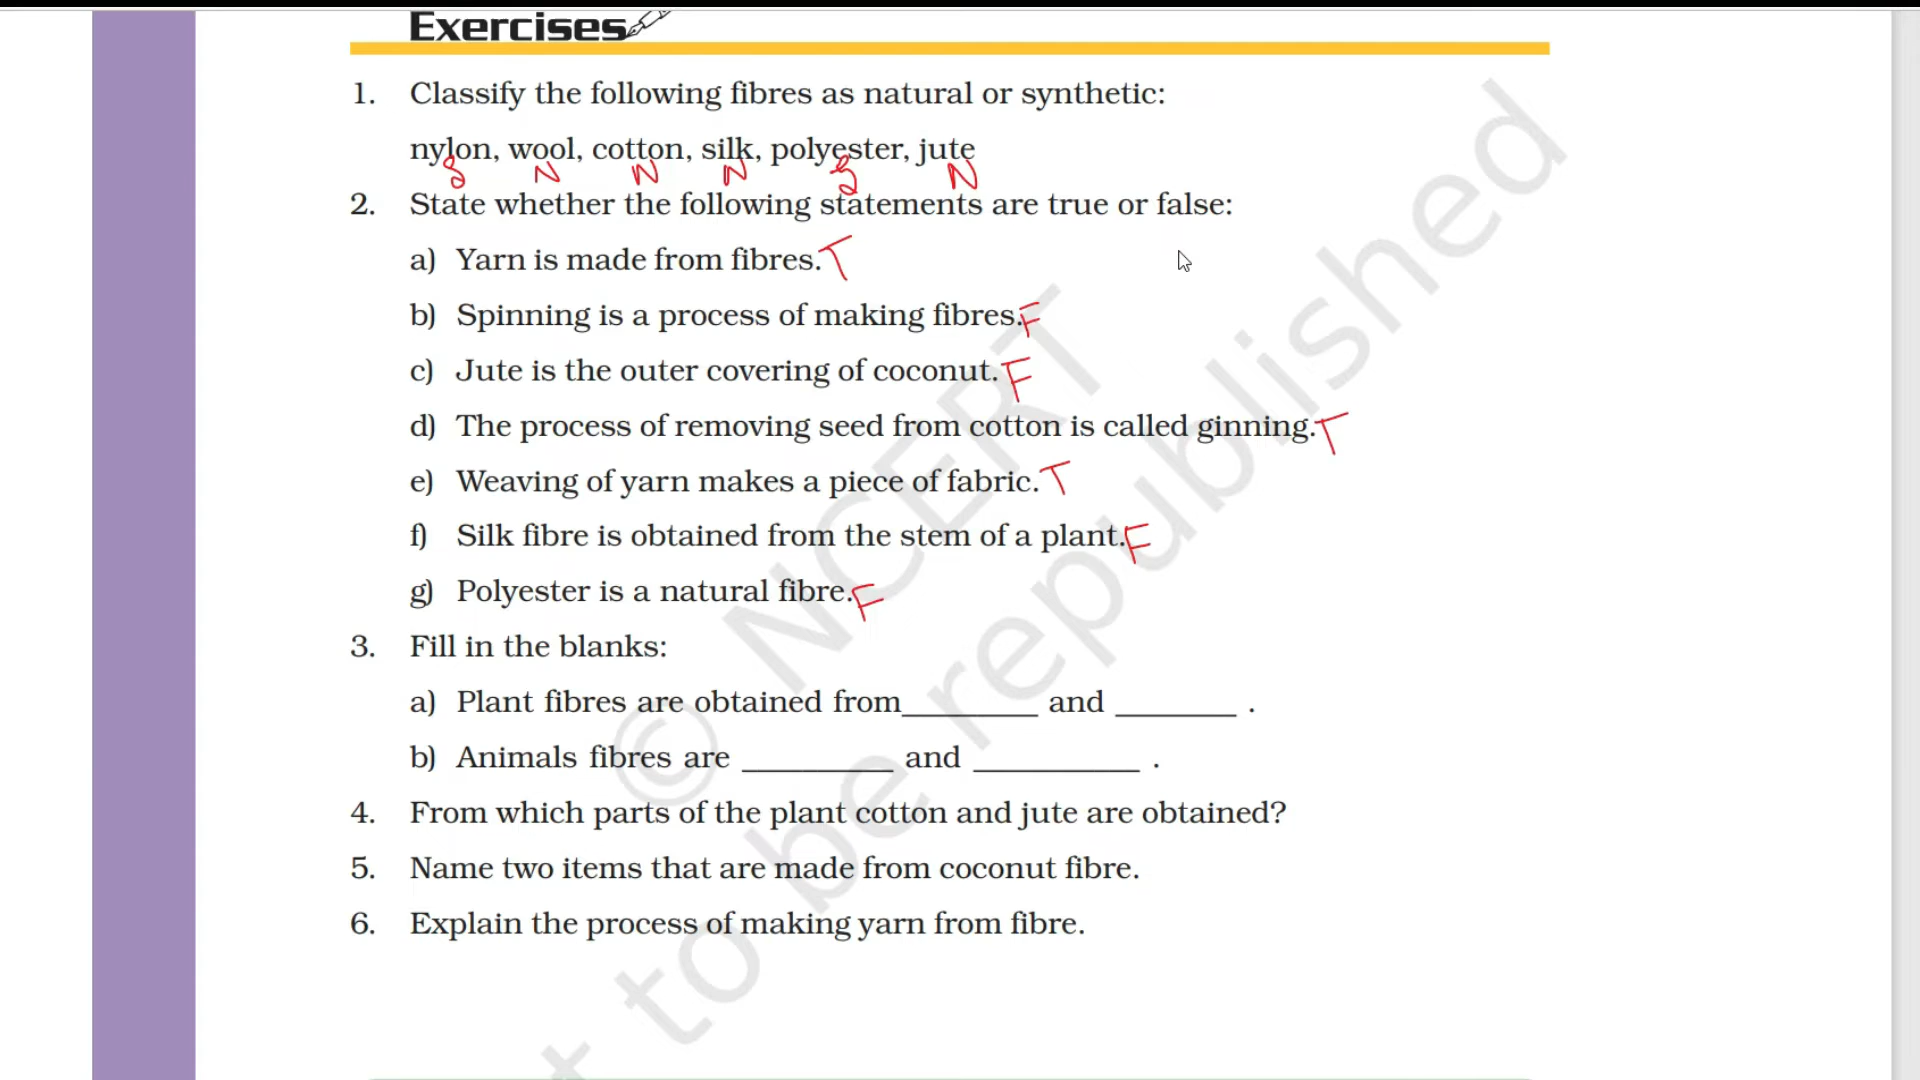 Exercises
1. Classify the following fibres as natural or synthetic:
nylon, wool, cotton, silk, polyester, jute
S N N N S N
2. State whether the following statements are true or false:
a) Yarn is made from fibres. T
b) Spinning is a process of making fibres. F
c) Jute is the outer covering of coconut. F
d) The process of removing seed from cotton is called ginning. T
e) Weaving of yarn makes a piece of fabric. T
f) Silk fibre is obtained from the stem of a plant. F
g) Polyester is a natural fibre. F
3. Fill in the blanks:
a) Plant fibres are obtained from________ and ________ .
b) Animals fibres are _________ and __________ .
4. From which parts of the plant cotton and jute are obtained?
5. Name two items that are made from coconut fibre.
6. Explain the process of making yarn from fibre.
© NCERT
to be republished